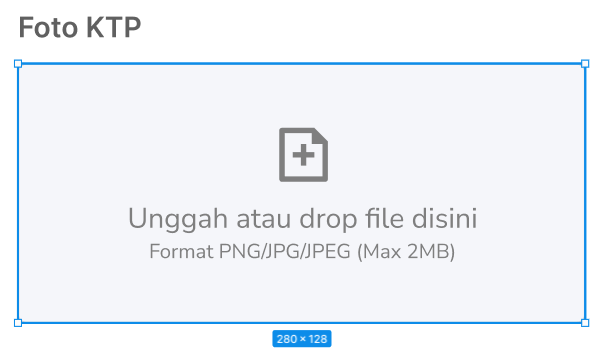 Foto KTP
Unggah atau drop file disini
Format PNG/JPG/JPEG (Max 2MB)
280 × 128